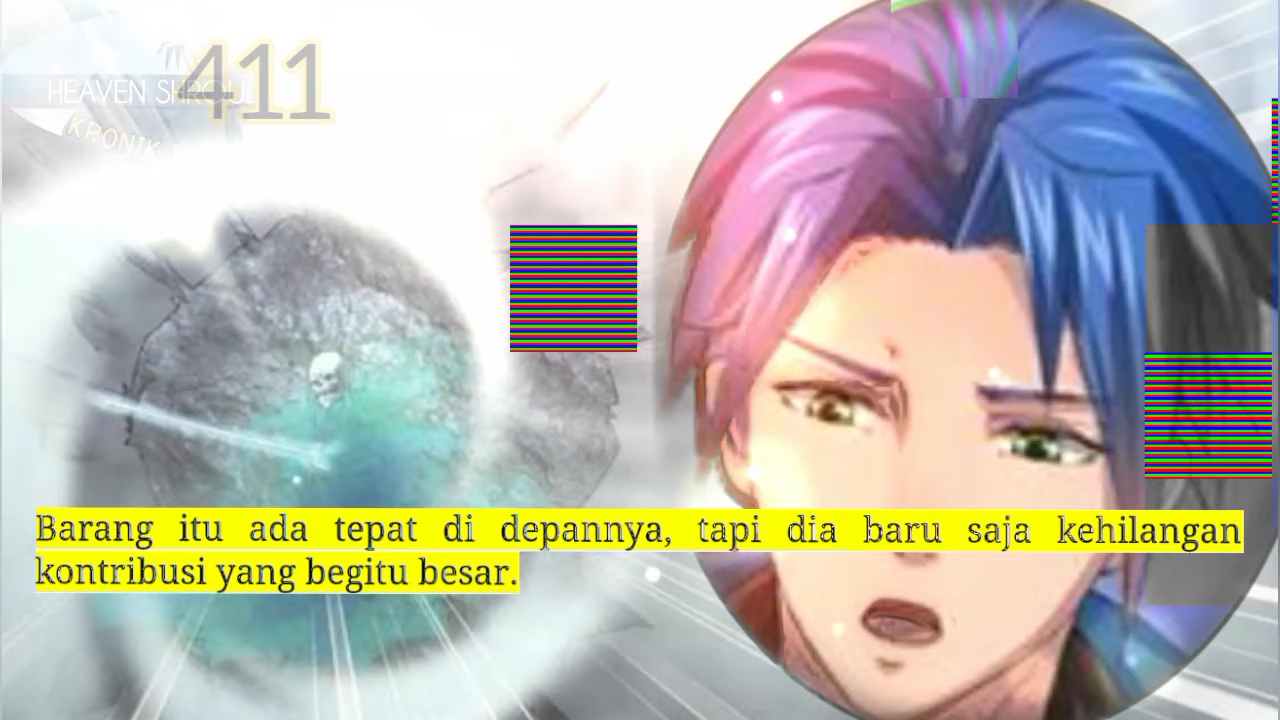 411
HEAVEN SHROUD
KRONIK
Barang itu ada tepat di depannya, tapi dia baru saja kehilangan
kontribusi yang begitu besar.